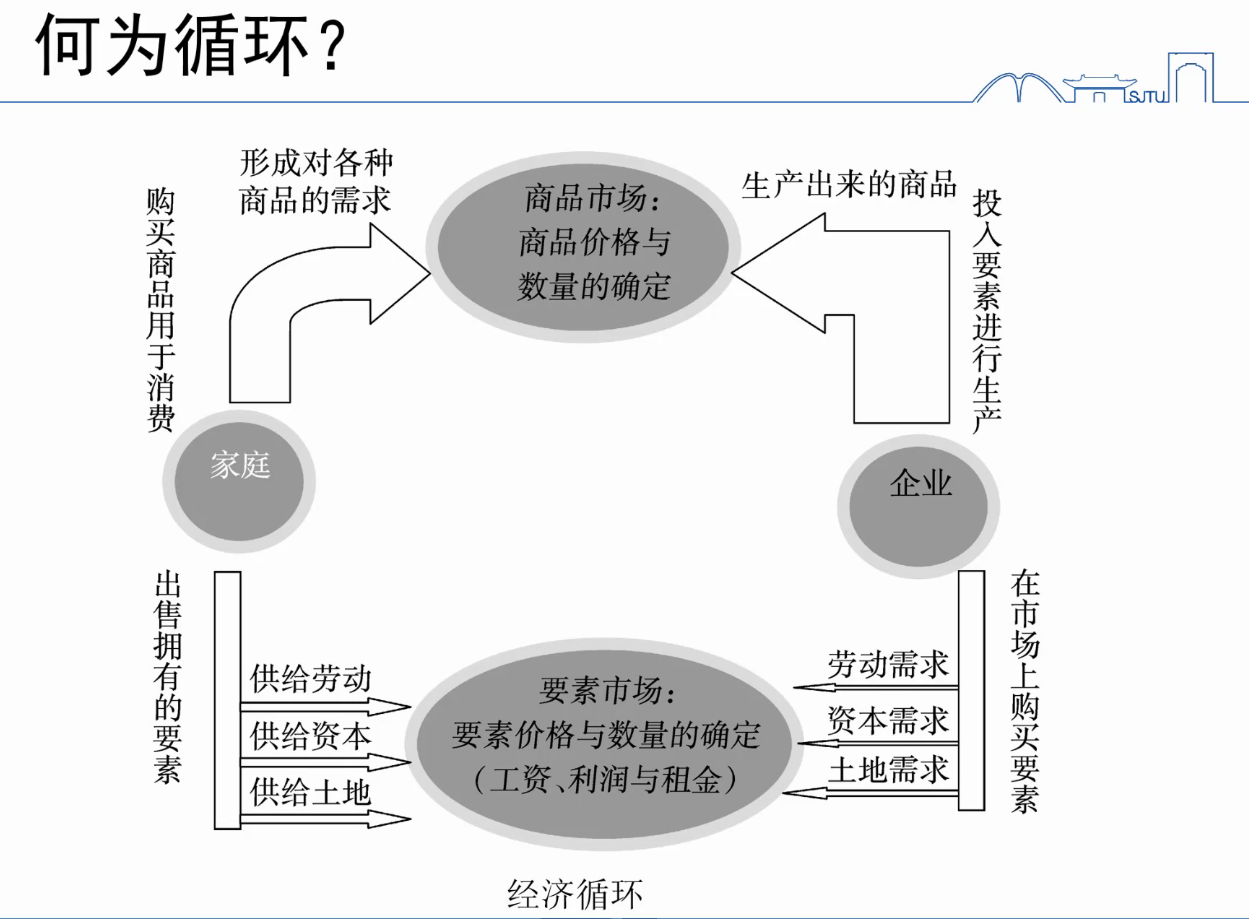 何为循环?
SJTU
形成对各种
商品的需求
购买商品用于消费
商品市场：
商品价格与
数量的确定
生产出来的商品
投入要素进行生产
家庭
企业
出售拥有的要素
供给劳动
供给资本
供给土地
要素市场：
要素价格与数量的确定
（工资、利润与租金）
劳动需求
资本需求
土地需求
在市场上购买要素
经济循环